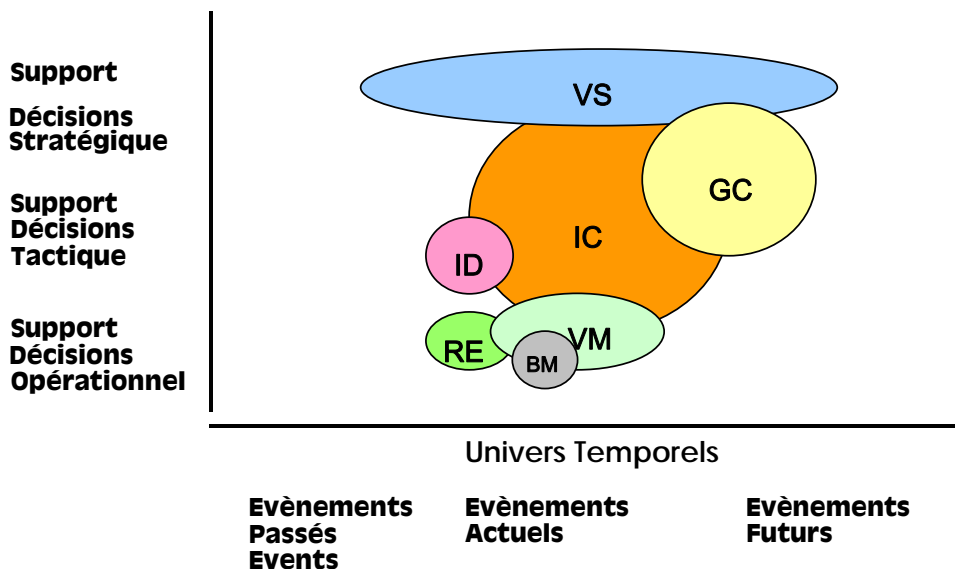 Support
Décisions
Stratégique
Support
Décisions
Tactique
Support
Décisions
Opérationnel
VS
GC
IC
ID
VM
RE
BM
Univers Temporels
Evènements
Passés
Events
Evènements
Actuels
Evènements
Futurs